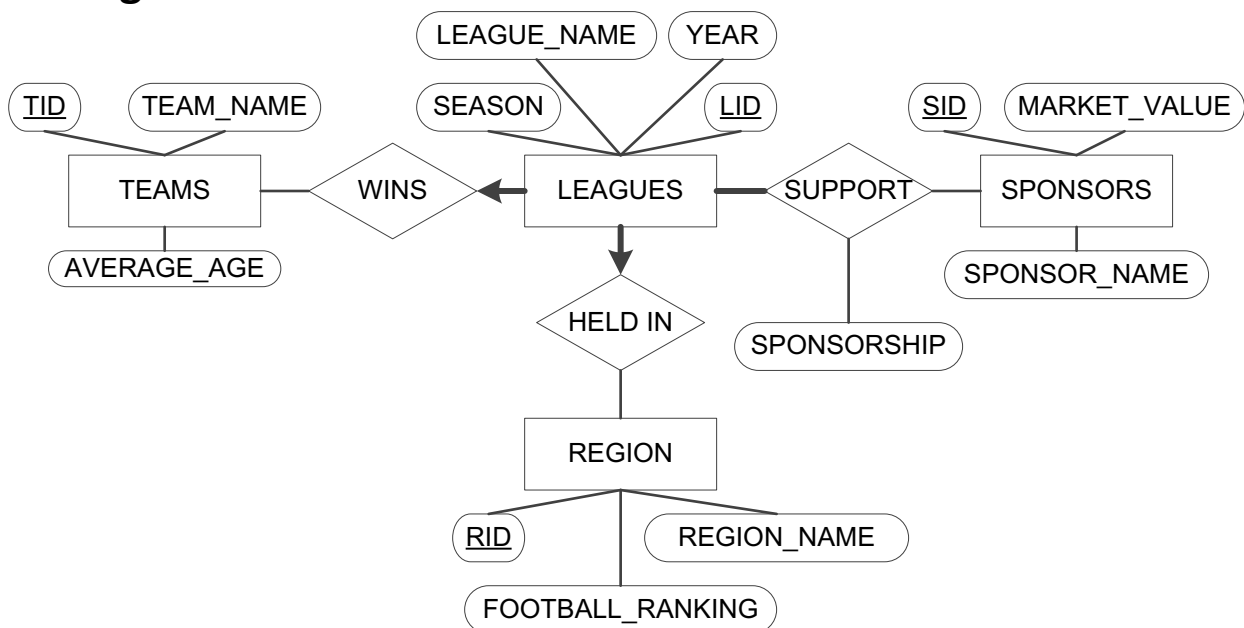 LEAGUE_NAME YEAR
TID TEAM_NAME SEASON LID SID MARKET_VALUE
TEAMS WINS LEAGUES SUPPORT SPONSORS
AVERAGE_AGE SPONSOR_NAME
HELD IN
SPONSORSHIP
REGION
RID REGION_NAME
FOOTBALL_RANKING